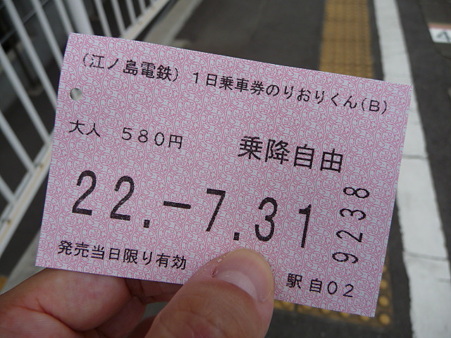 （江ノ島電鉄）１日乗車券のりおりくん（Ｂ）
大人 ５８０円 乗降自由
２２．－７．３１
９２３８
発売当日限り有効
駅 自０２